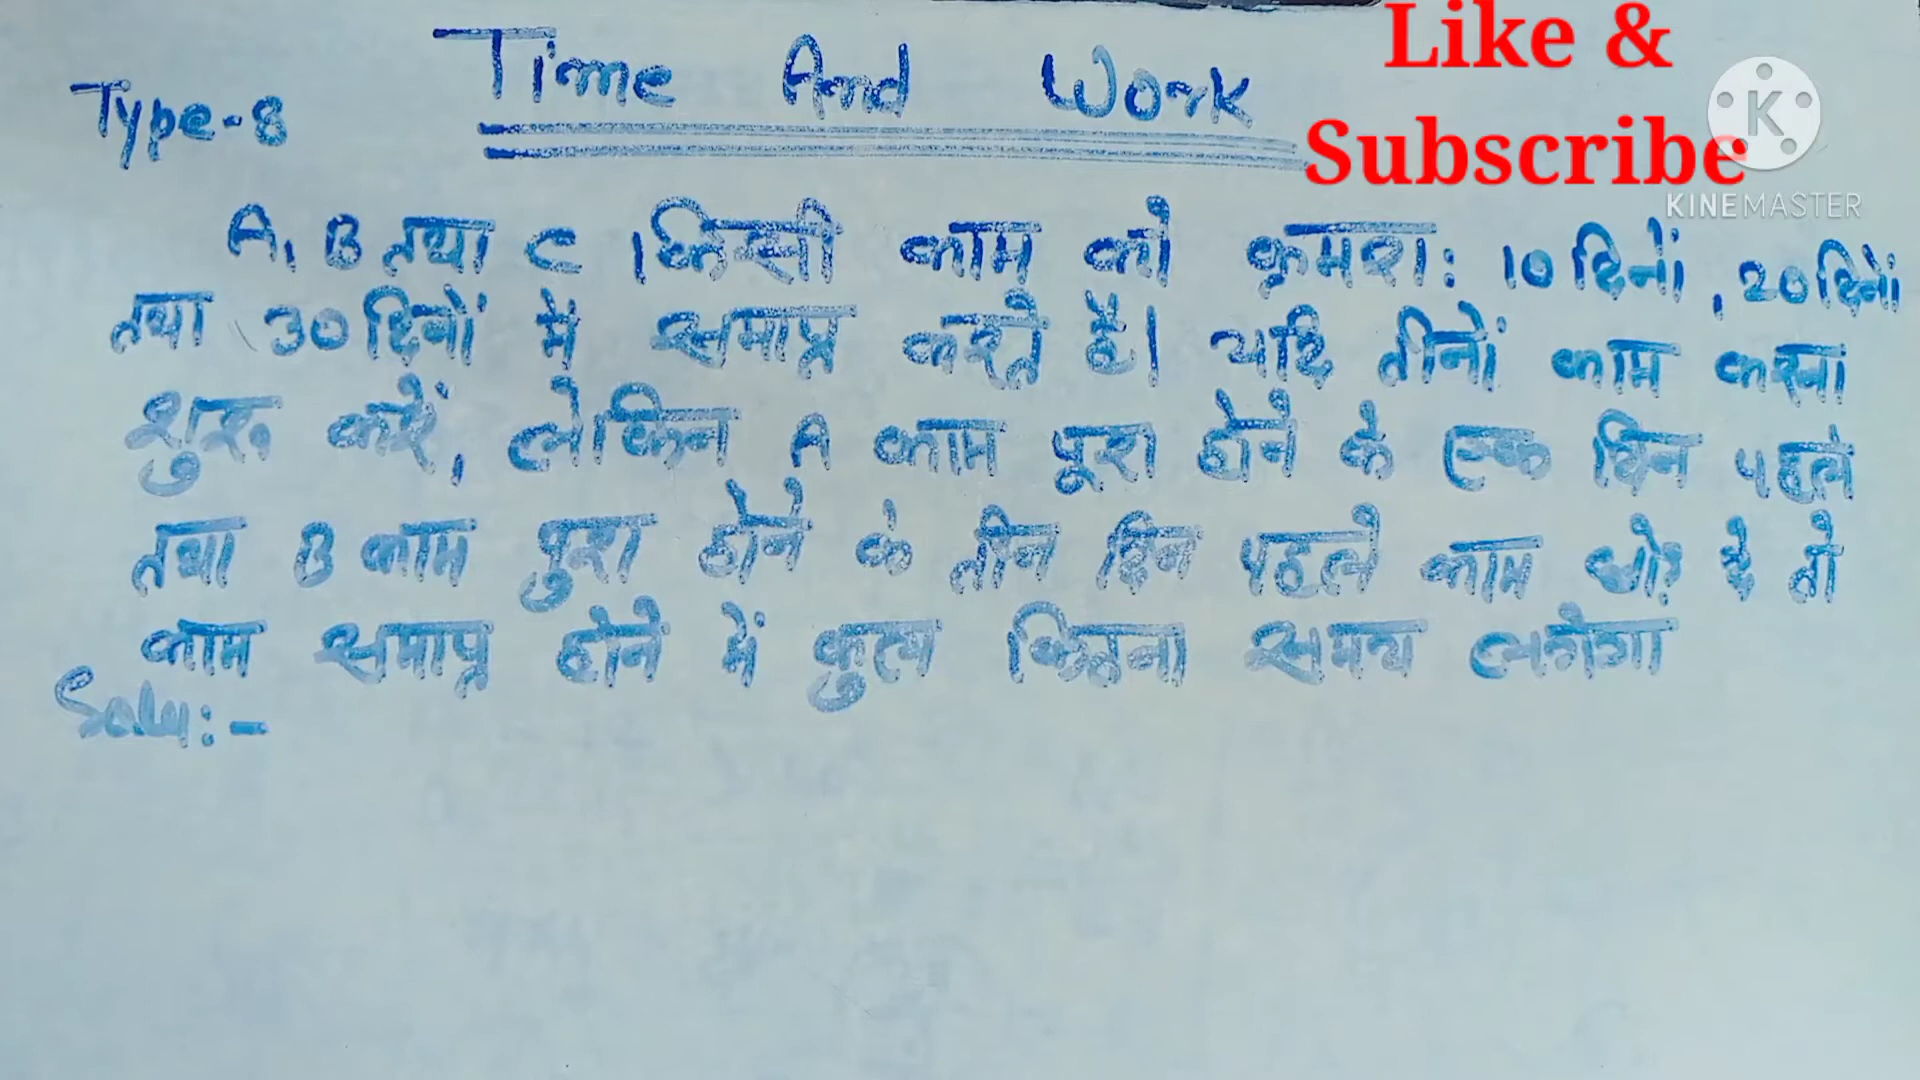 Time And Work
Like &
Subscribe
K
KINEMASTER
Type-8
A, B तथा C किसी काम को क्रमशः 10 दिनों, 20 दिनों
तथा 30 दिनों में समाप्त करते है। यदि तीनों काम करना
शुरू करें, लेकिन A काम पूरा होने के एक दिन पहले
तथा B काम पुरा होने के तीन दिन पहले काम छोड़ दे तो
काम समाप्त होने में कुल कितना समय लगेगा
Solu:-